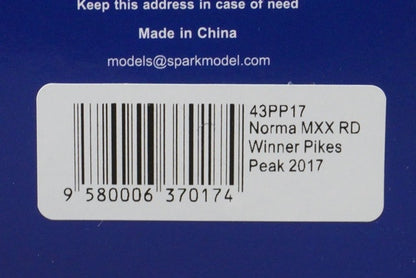 Keep this address in case of need
Made in China
models@sparkmodel.com
43PP17
Norma MXX RD
Winner Pikes
Peak 2017
9 580006 370174